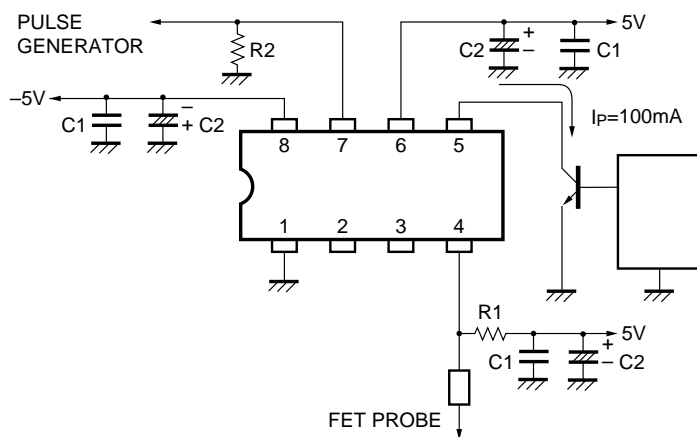 PULSE
GENERATOR
R2
C2
+
–
C1
5V
–5V
C1
–
+ C2
IP=100mA
8 7 6 5
1 2 3 4
R1
5V
C1
+
– C2
FET PROBE